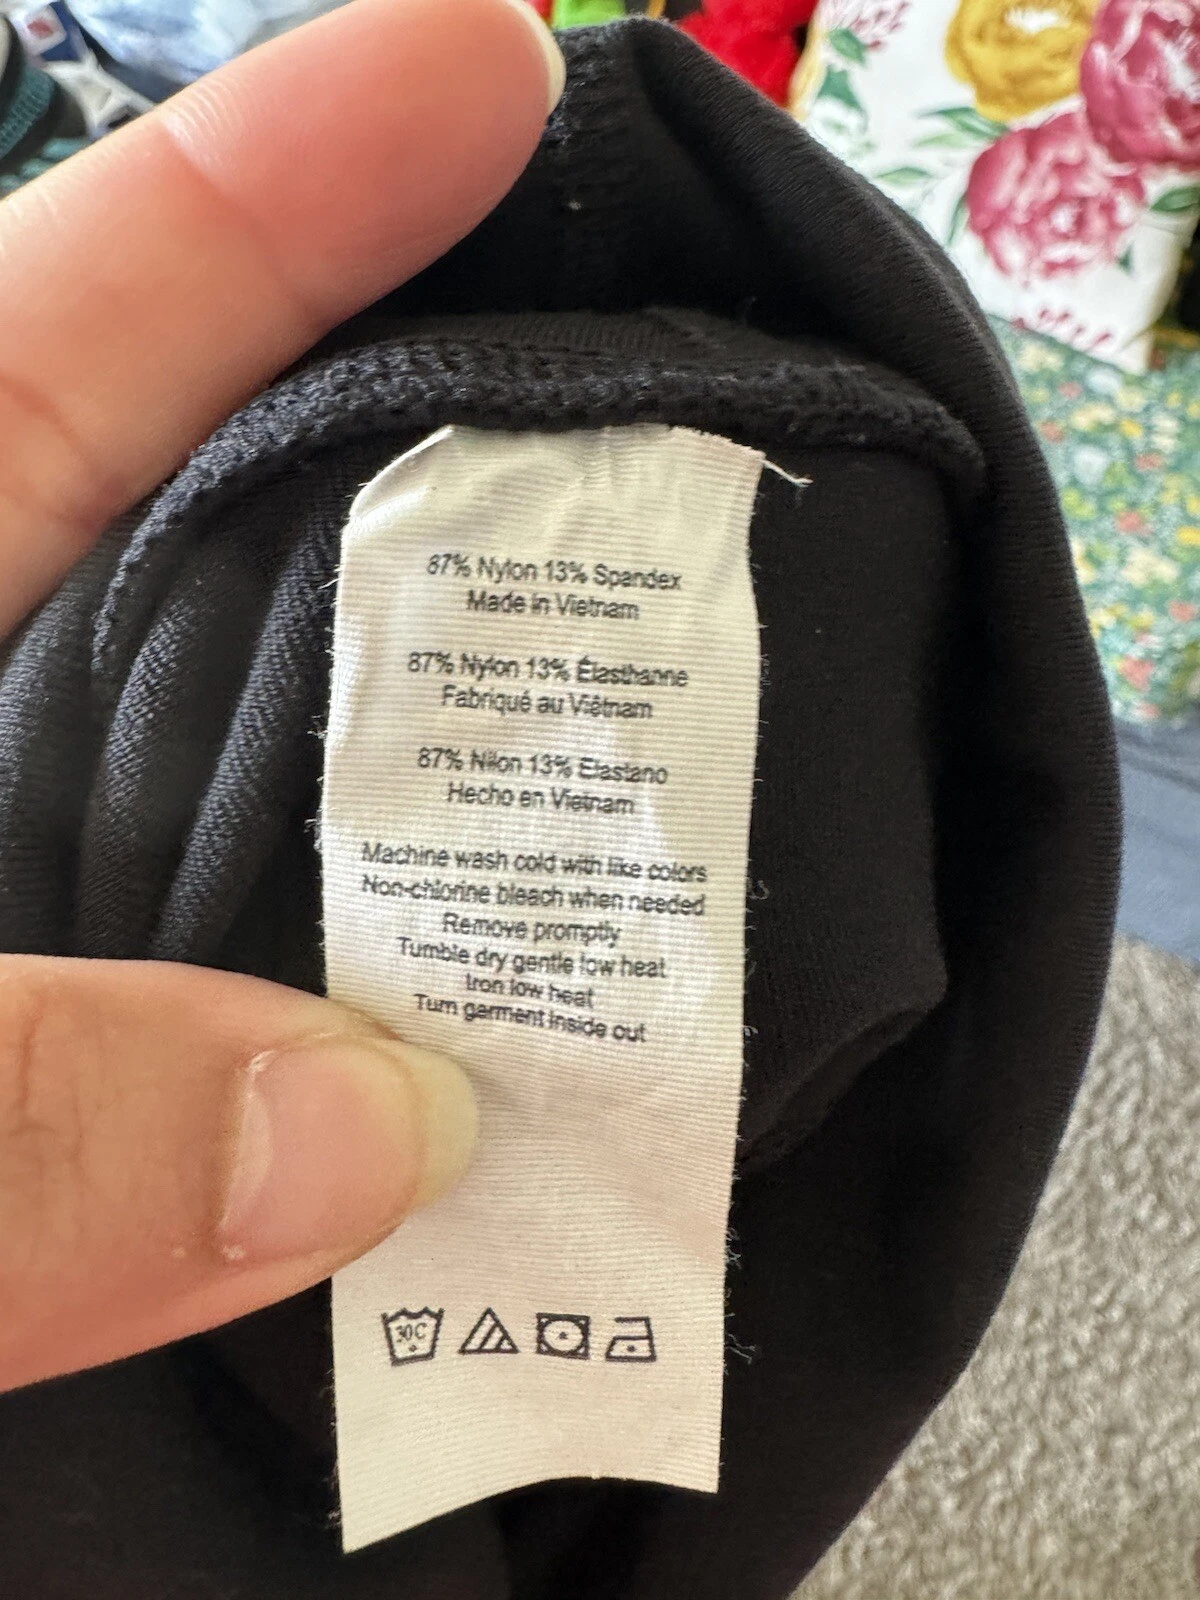 87% Nylon 13% Spandex
Made in Vietnam
87% Nylon 13% Élasthanne
Fabriqué au Viêtnam
87% Nilon 13% Elastano
Hecho en Vietnam
Machine wash cold with like colors
Non-chlorine bleach when needed
Remove promptly
Tumble dry gentle low heat
Iron low heat
Turn garment inside out
30C